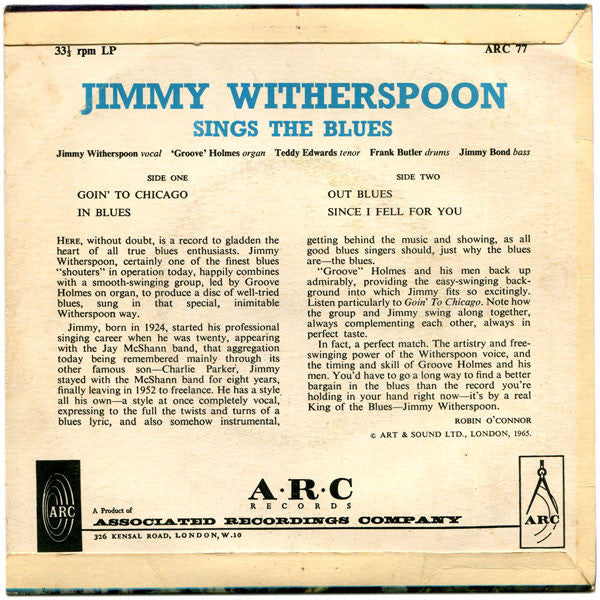 33⅓ rpm LP
ARC 77
JIMMY WITHERSPOON
SINGS THE BLUES
Jimmy Witherspoon vocal 'Groove' Holmes organ Teddy Edwards tenor Frank Butler drums Jimmy Bond bass
SIDE ONE
GOIN' TO CHICAGO
IN BLUES
SIDE TWO
OUT BLUES
SINCE I FELL FOR YOU
HERE, without doubt, is a record to gladden the
heart of all true blues enthusiasts. Jimmy
Witherspoon, certainly one of the finest blues
"shouters" in operation today, happily combines
with a smooth-swinging group, led by Groove
Holmes on organ, to produce a disc of well-tried
blues, sung in that special, inimitable
Witherspoon way.
Jimmy, born in 1924, started his professional
singing career when he was twenty, appearing
with the Jay McShann band, that aggregation
today being remembered mainly through its
other famous son—Charlie Parker, Jimmy
stayed with the McShann band for eight years,
finally leaving in 1952 to freelance. He has a style
all his own—a style at once completely vocal,
expressing to the full the twists and turns of a
blues lyric, and also somehow instrumental,
getting behind the music and showing, as all
good blues singers should, just why the blues
are—the blues.
"Groove" Holmes and his men back up
admirably, providing the easy-swinging back-
ground into which Jimmy fits so excitingly.
Listen particularly to Goin' To Chicago. Note how
the group and Jimmy swing along together,
always complementing each other, always in
perfect taste.
In fact, a perfect match. The artistry and free-
swinging power of the Witherspoon voice, and
the timing and skill of Groove Holmes and his
men. You'd have to go a long way to find a better
bargain in the blues than the record you're
holding in your hand right now—it's by a real
King of the Blues—Jimmy Witherspoon.
ROBIN O'CONNOR
© ART & SOUND LTD., LONDON, 1965.
ARC
A·R·C
RECORDS
A Product of
ASSOCIATED RECORDINGS COMPANY
326 KENSAL ROAD, LONDON, W.10
ARC